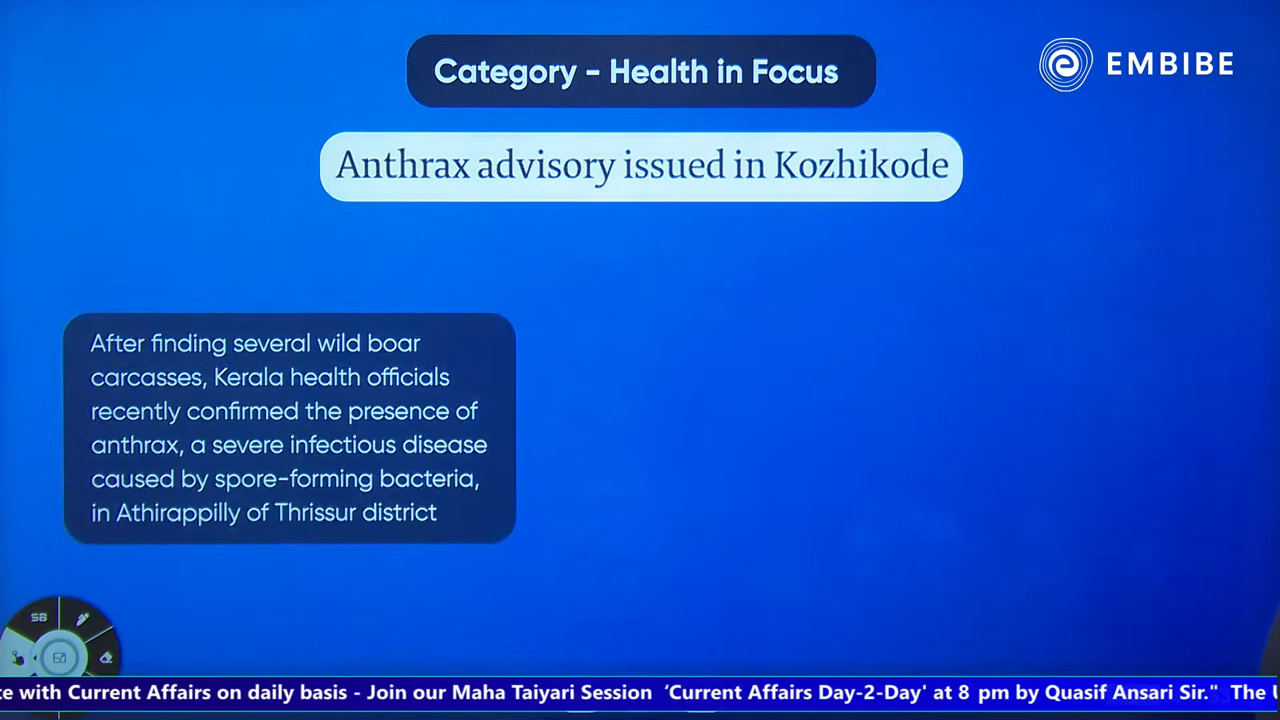 Category - Health in Focus
EMBIBE
Anthrax advisory issued in Kozhikode
After finding several wild boar
carcasses, Kerala health officials
recently confirmed the presence of
anthrax, a severe infectious disease
caused by spore-forming bacteria,
in Athirappilly of Thrissur district
SB
with Current Affairs on daily basis - Join our Maha Taiyari Session 'Current Affairs Day-2-Day' at 8 pm by Quasif Ansari Sir." The